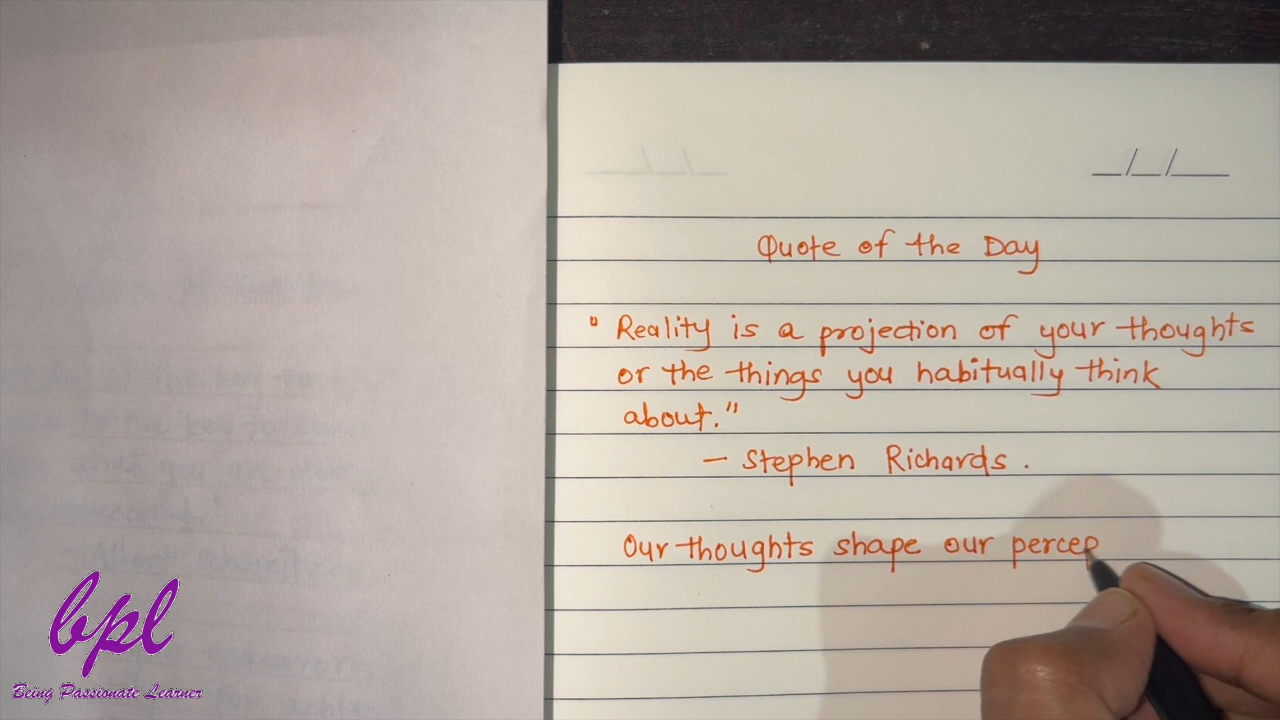 __/__/____
Quote of the Day
" Reality is a projection of your thoughts
or the things you habitually think
about."
— Stephen Richards.
Our thoughts shape our percep
bpl
Being Passionate Learner